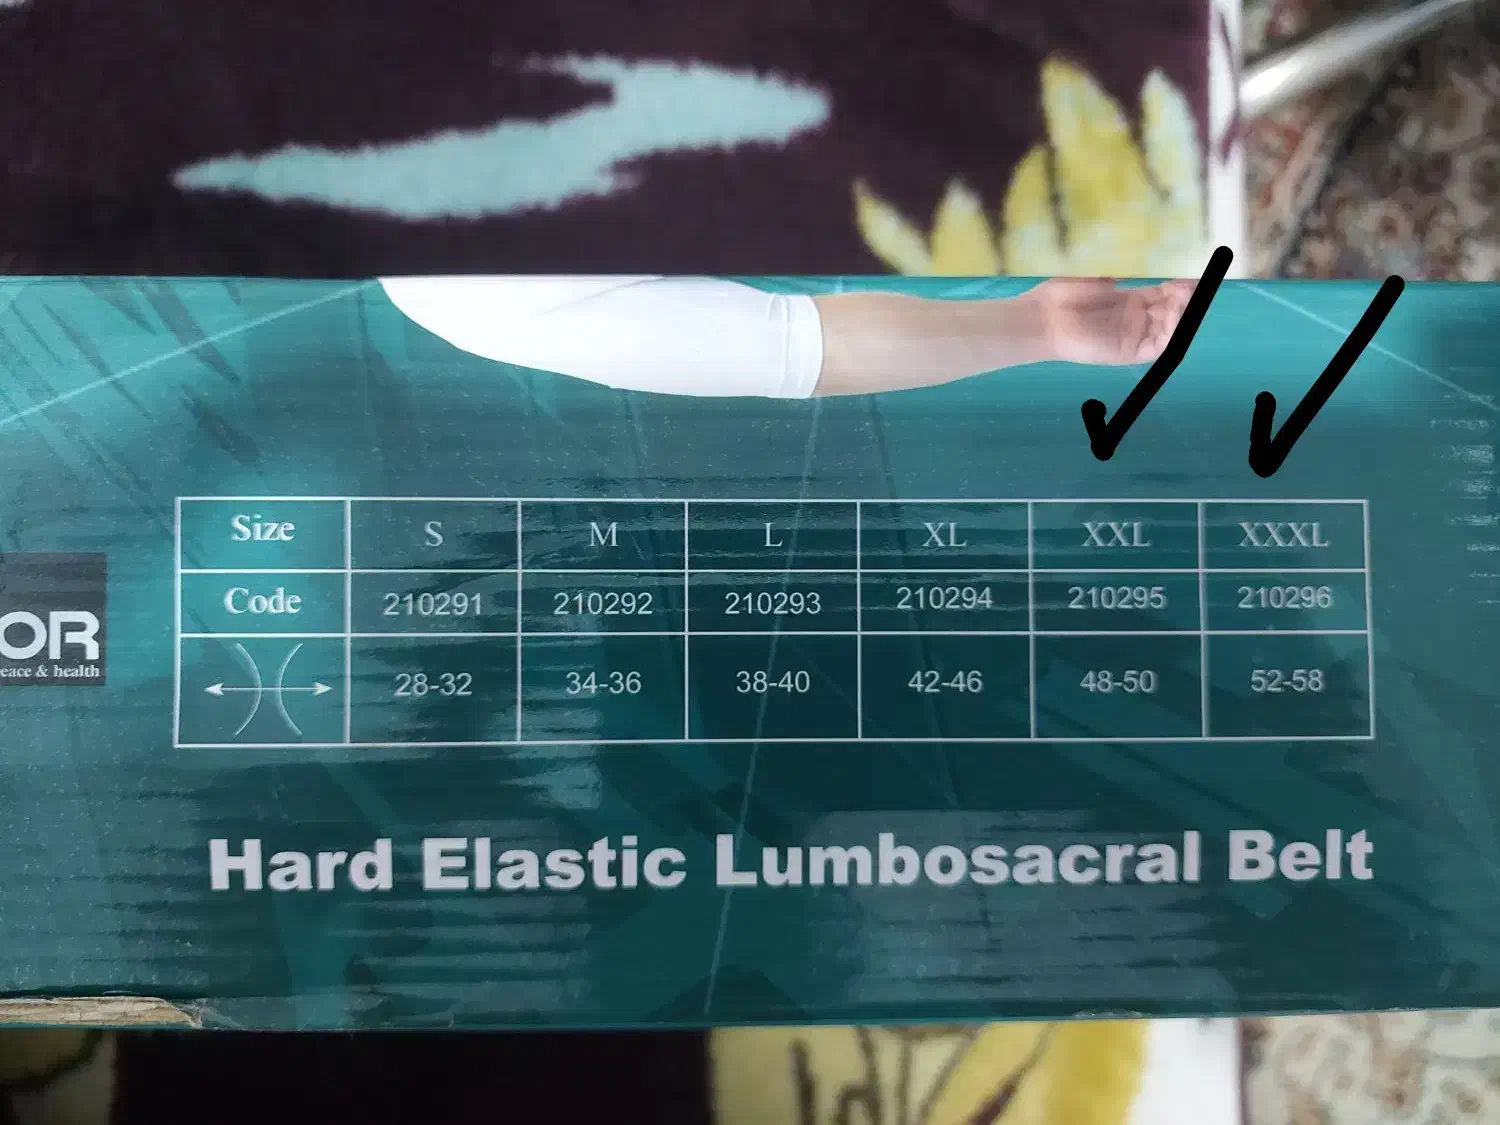 Size S M L XL XXL XXXL
Code 210291 210292 210293 210294 210295 210296
28-32 34-36 38-40 42-46 48-50 52-58
OR
eace & health
Hard Elastic Lumbosacral Belt